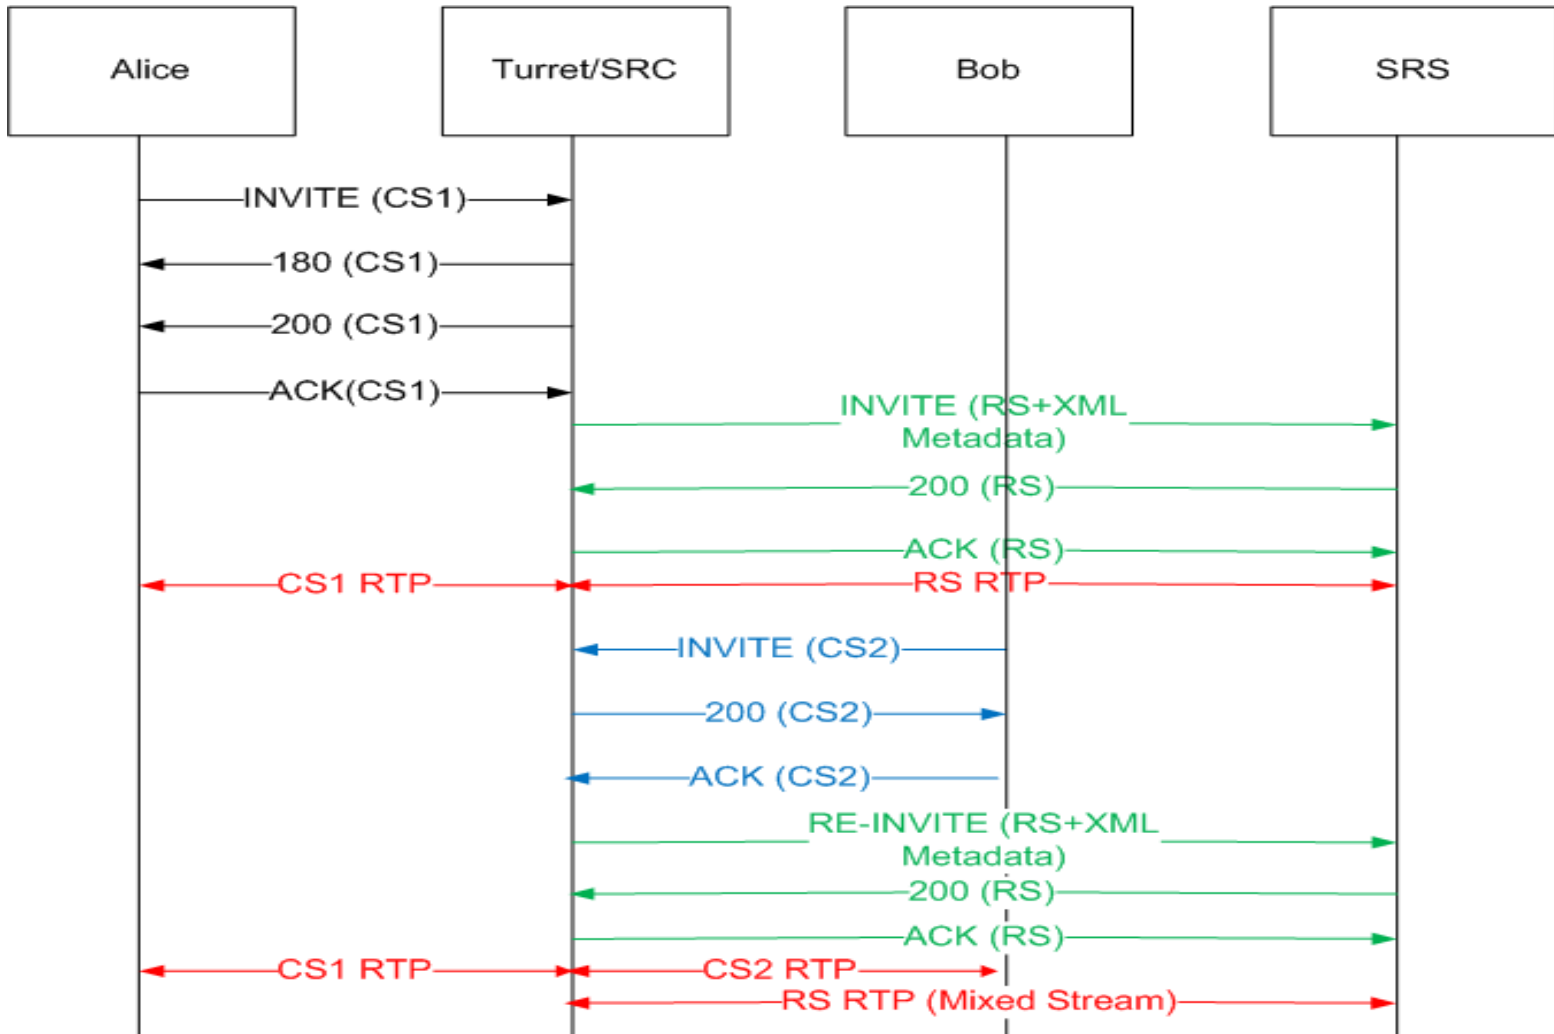 Alice
Turret/SRC
Bob
SRS
INVITE (CS1)
180 (CS1)
200 (CS1)
ACK(CS1)
INVITE (RS+XML
Metadata)
200 (RS)
ACK (RS)
CS1 RTP
RS RTP
INVITE (CS2)
200 (CS2)
ACK (CS2)
RE-INVITE (RS+XML
Metadata)
200 (RS)
ACK (RS)
CS1 RTP
CS2 RTP
RS RTP (Mixed Stream)